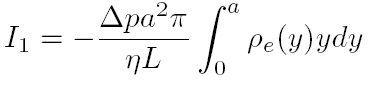 $I_1 = -\frac{\Delta p a^2 \pi}{\eta L} \int_0^a \rho_e(y) y dy$